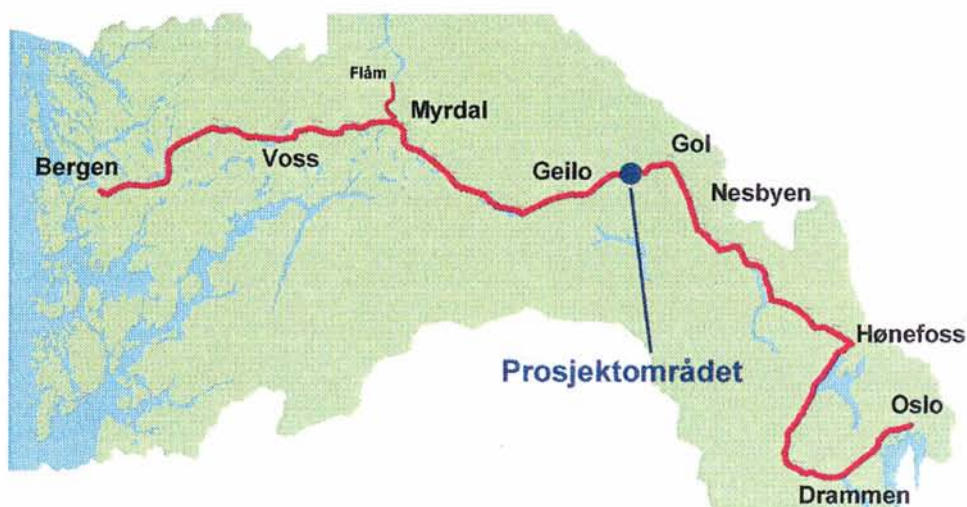 Flåm
Myrdal
Bergen
Voss
Geilo
Gol
Nesbyen
Prosjektområdet
Hønefoss
Oslo
Drammen